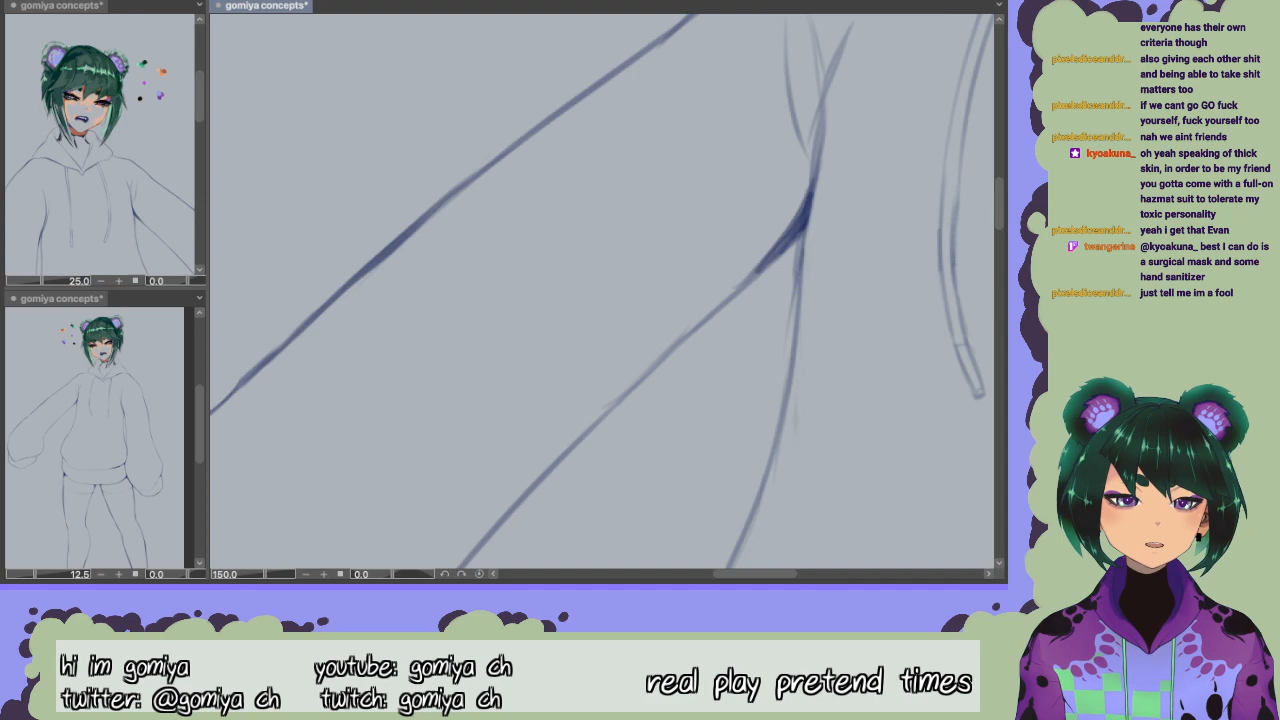 gomiya concepts*
gomiya concepts*
25.0
0.0
gomiya concepts*
12.5
0.0
150.0
0.0
everyone has their own
criteria though
pixelsdiceanddr... also giving each other shit
and being able to take shit
matters too
pixelsdiceanddr... if we cant go GO fuck
yourself, fuck yourself too
pixelsdiceanddr... nah we aint friends
kyoakuna_ oh yeah speaking of thick
skin, in order to be my friend
you gotta come with a full-on
hazmat suit to tolerate my
toxic personality
pixelsdiceanddr... yeah i get that Evan
twangerine @kyoakuna_ best I can do is
a surgical mask and some
hand sanitizer
pixelsdiceanddr... just tell me im a fool
hi im gomiya
twitter: @gomiya ch
youtube: gomiya ch
twitch: gomiya ch
real play pretend times